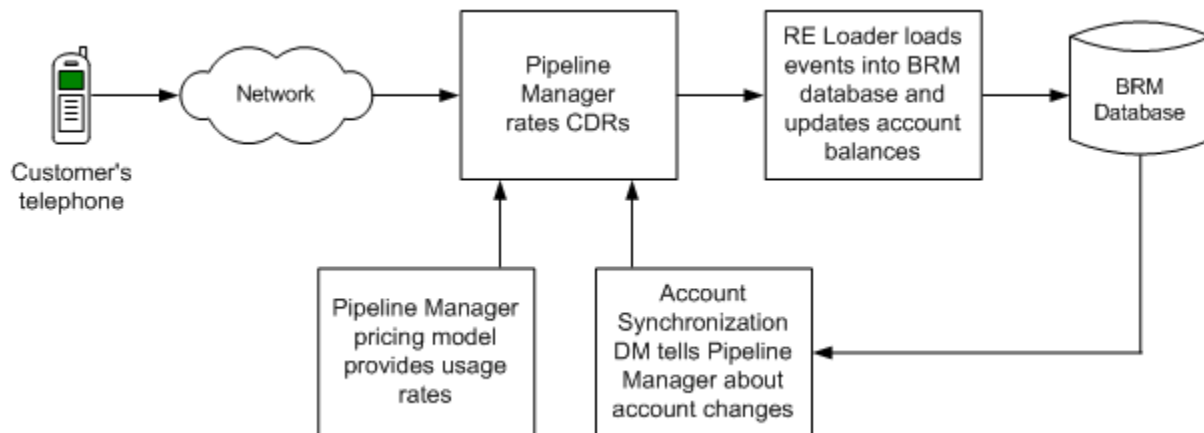 Customer's
telephone
Network
Pipeline
Manager
rates CDRs
RE Loader loads
events into BRM
database and
updates account
balances
BRM
Database
Pipeline Manager
pricing model
provides usage
rates
Account
Synchronization
DM tells Pipeline
Manager about
account changes